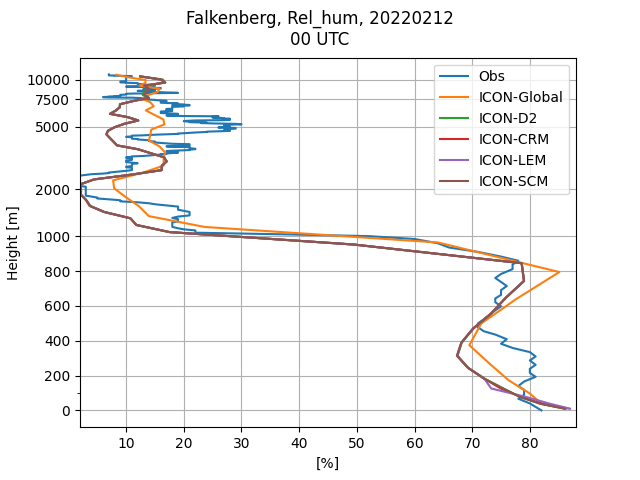 Falkenberg, Rel_hum, 20220212
00 UTC
Obs
ICON-Global
ICON-D2
ICON-CRM
ICON-LEM
ICON-SCM
10000
7500
5000
2000
1000
800
600
400
200
0
Height [m]
10 20 30 40 50 60 70 80
[%]